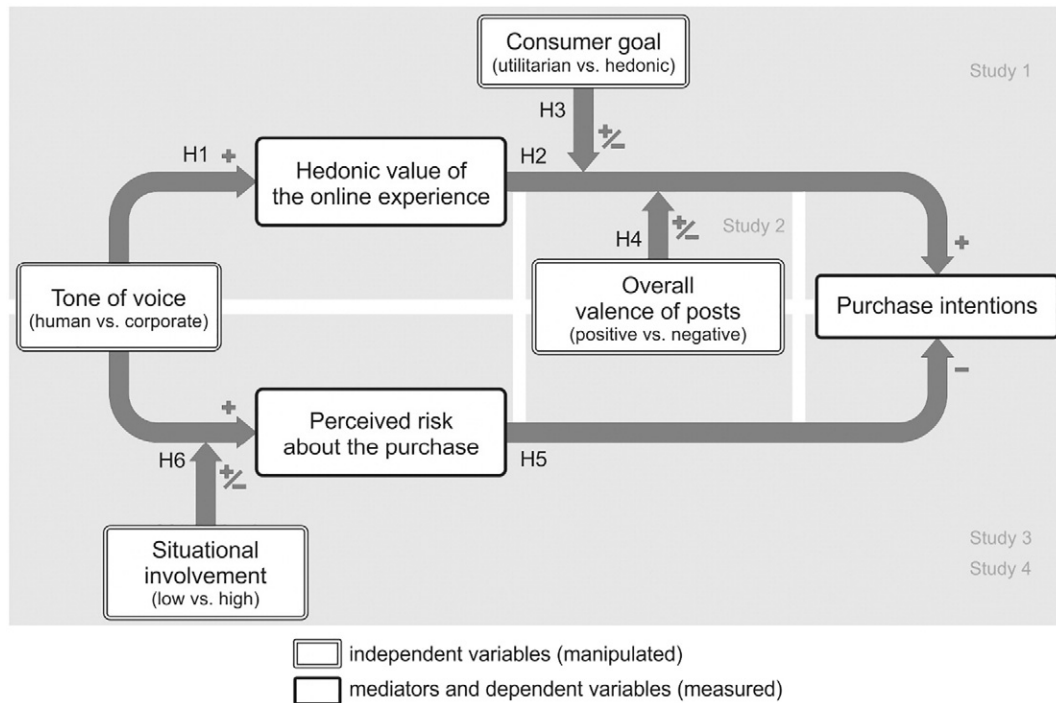 Consumer goal
(utilitarian vs. hedonic)
Study 1
H3
+/−
H1
+
Hedonic value of
the online experience
H2
Study 2
H4
+/−
+
Tone of voice
(human vs. corporate)
Overall
valence of posts
(positive vs. negative)
Purchase intentions
+
Perceived risk
about the purchase
−
H6
+/−
H5
Situational
involvement
(low vs. high)
Study 3
Study 4
independent variables (manipulated)
mediators and dependent variables (measured)